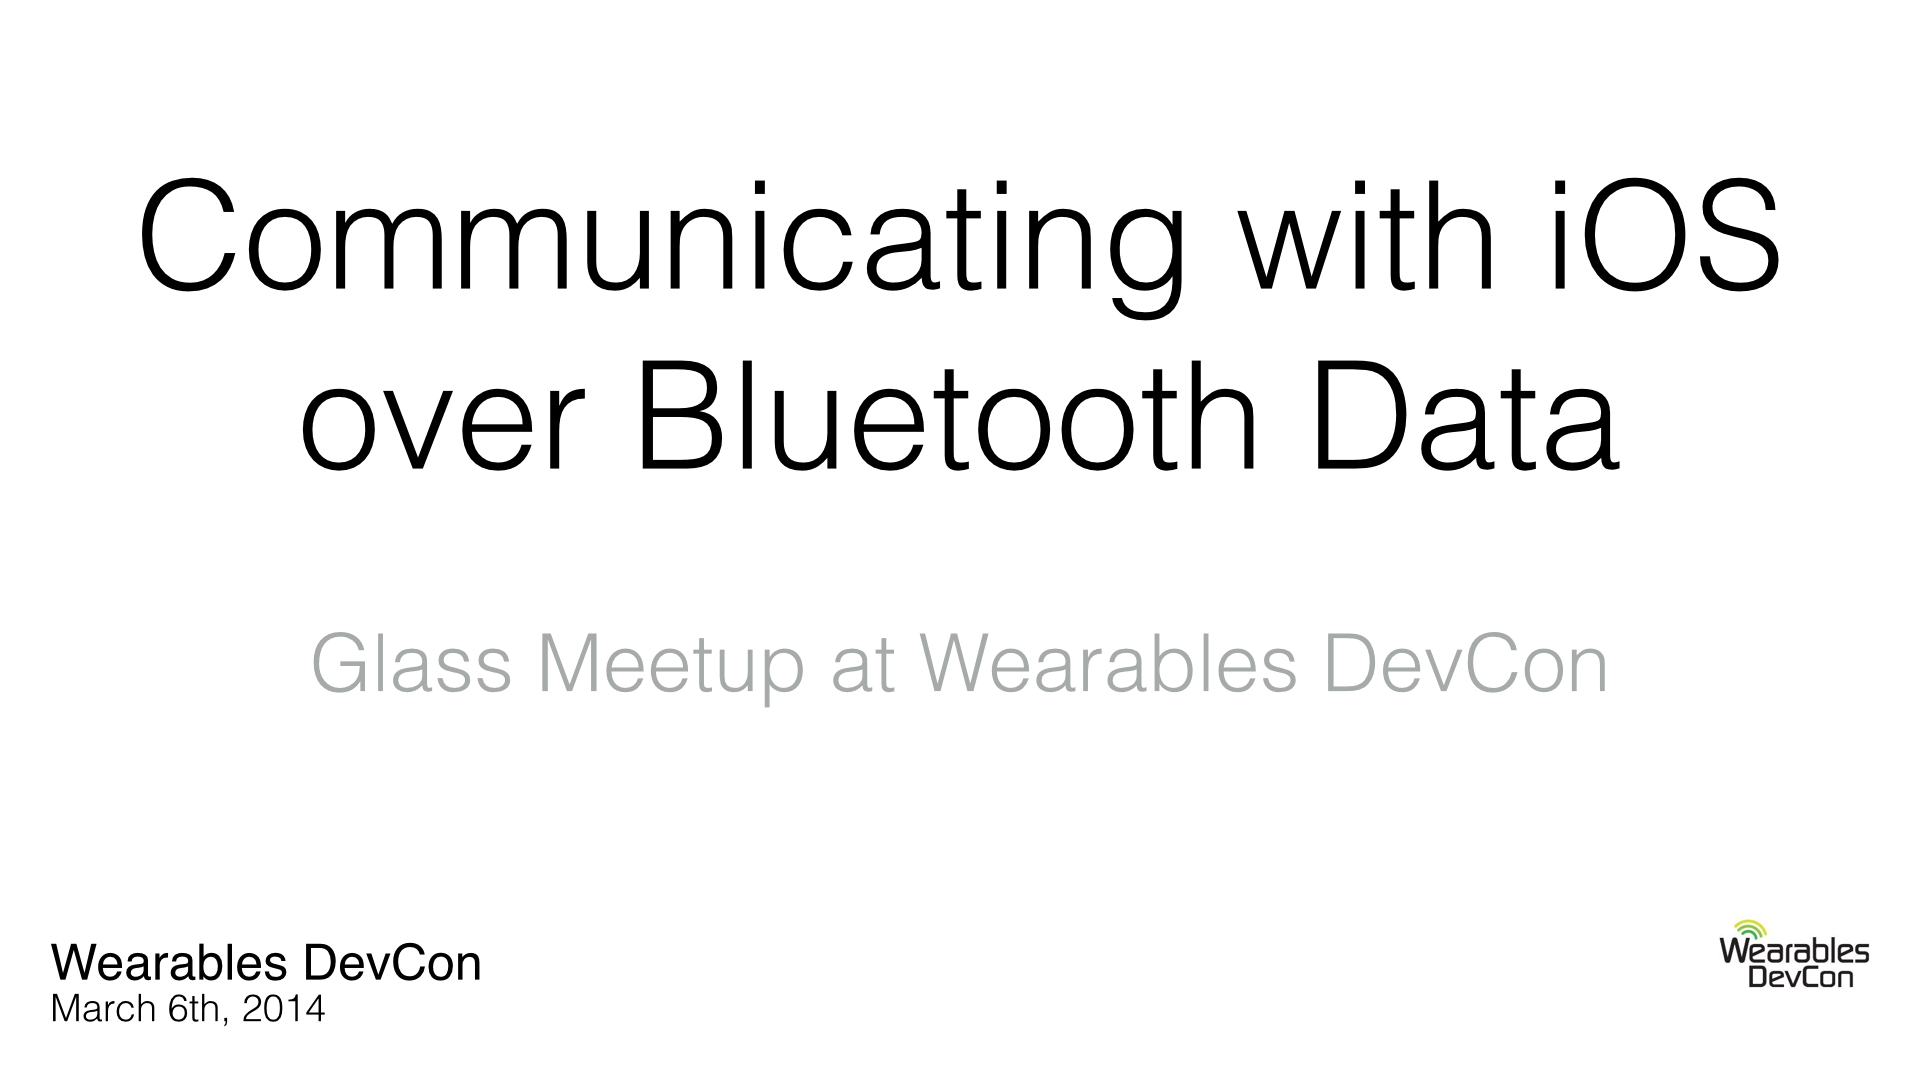 Communicating with iOS
over Bluetooth Data
Glass Meetup at Wearables DevCon
Wearables DevCon
March 6th, 2014
Wearables
DevCon